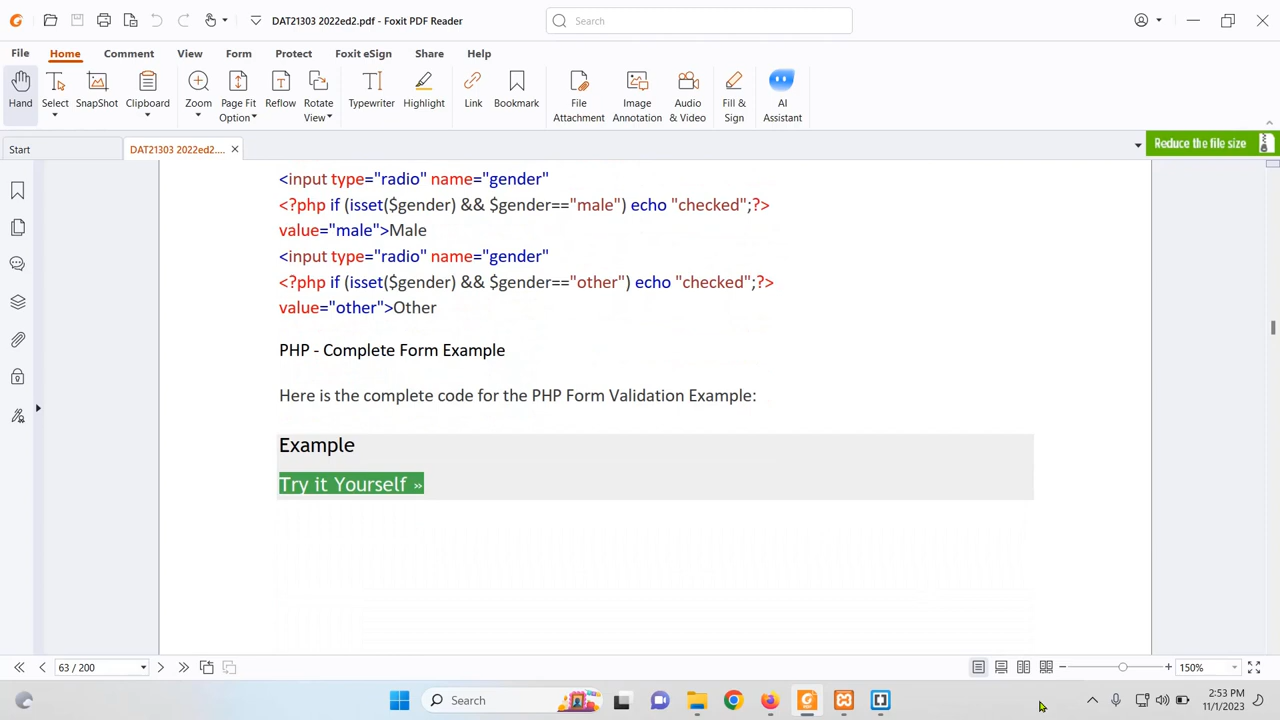 DAT21303 2022ed2.pdf - Foxit PDF Reader
Search
File Home Comment View Form Protect Foxit eSign Share Help
Hand Select SnapShot Clipboard Zoom Page Fit Option Reflow Rotate View Typewriter Highlight Link Bookmark File Attachment Image Annotation Audio & Video Fill & Sign AI Assistant
Start DAT21303 2022ed2.... Reduce the file size
<input type="radio" name="gender"
<?php if (isset($gender) && $gender=="male") echo "checked";?>
value="male">Male
<input type="radio" name="gender"
<?php if (isset($gender) && $gender=="other") echo "checked";?>
value="other">Other
PHP - Complete Form Example
Here is the complete code for the PHP Form Validation Example:
Example
Try it Yourself »
63 / 200 150%
Search 2:53 PM
11/1/2023